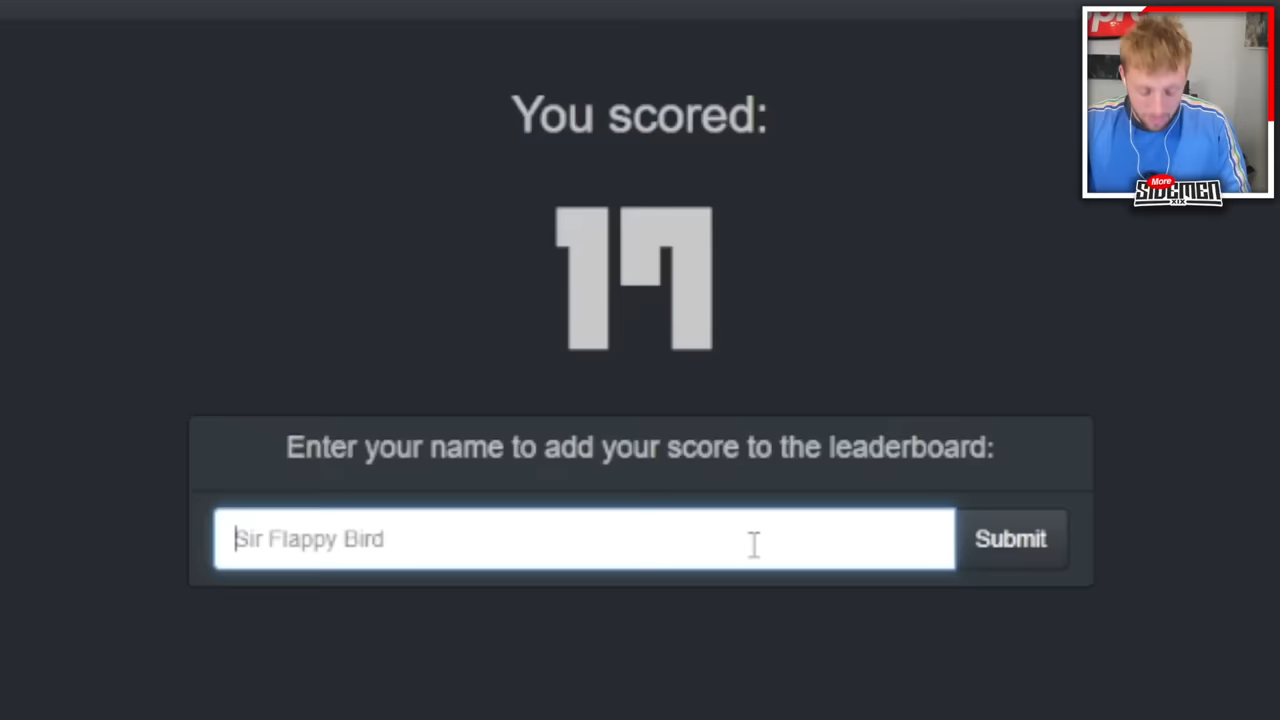 You scored:
17
Enter your name to add your score to the leaderboard:
Sir Flappy Bird
Submit
More
SIDEMEN
XIX